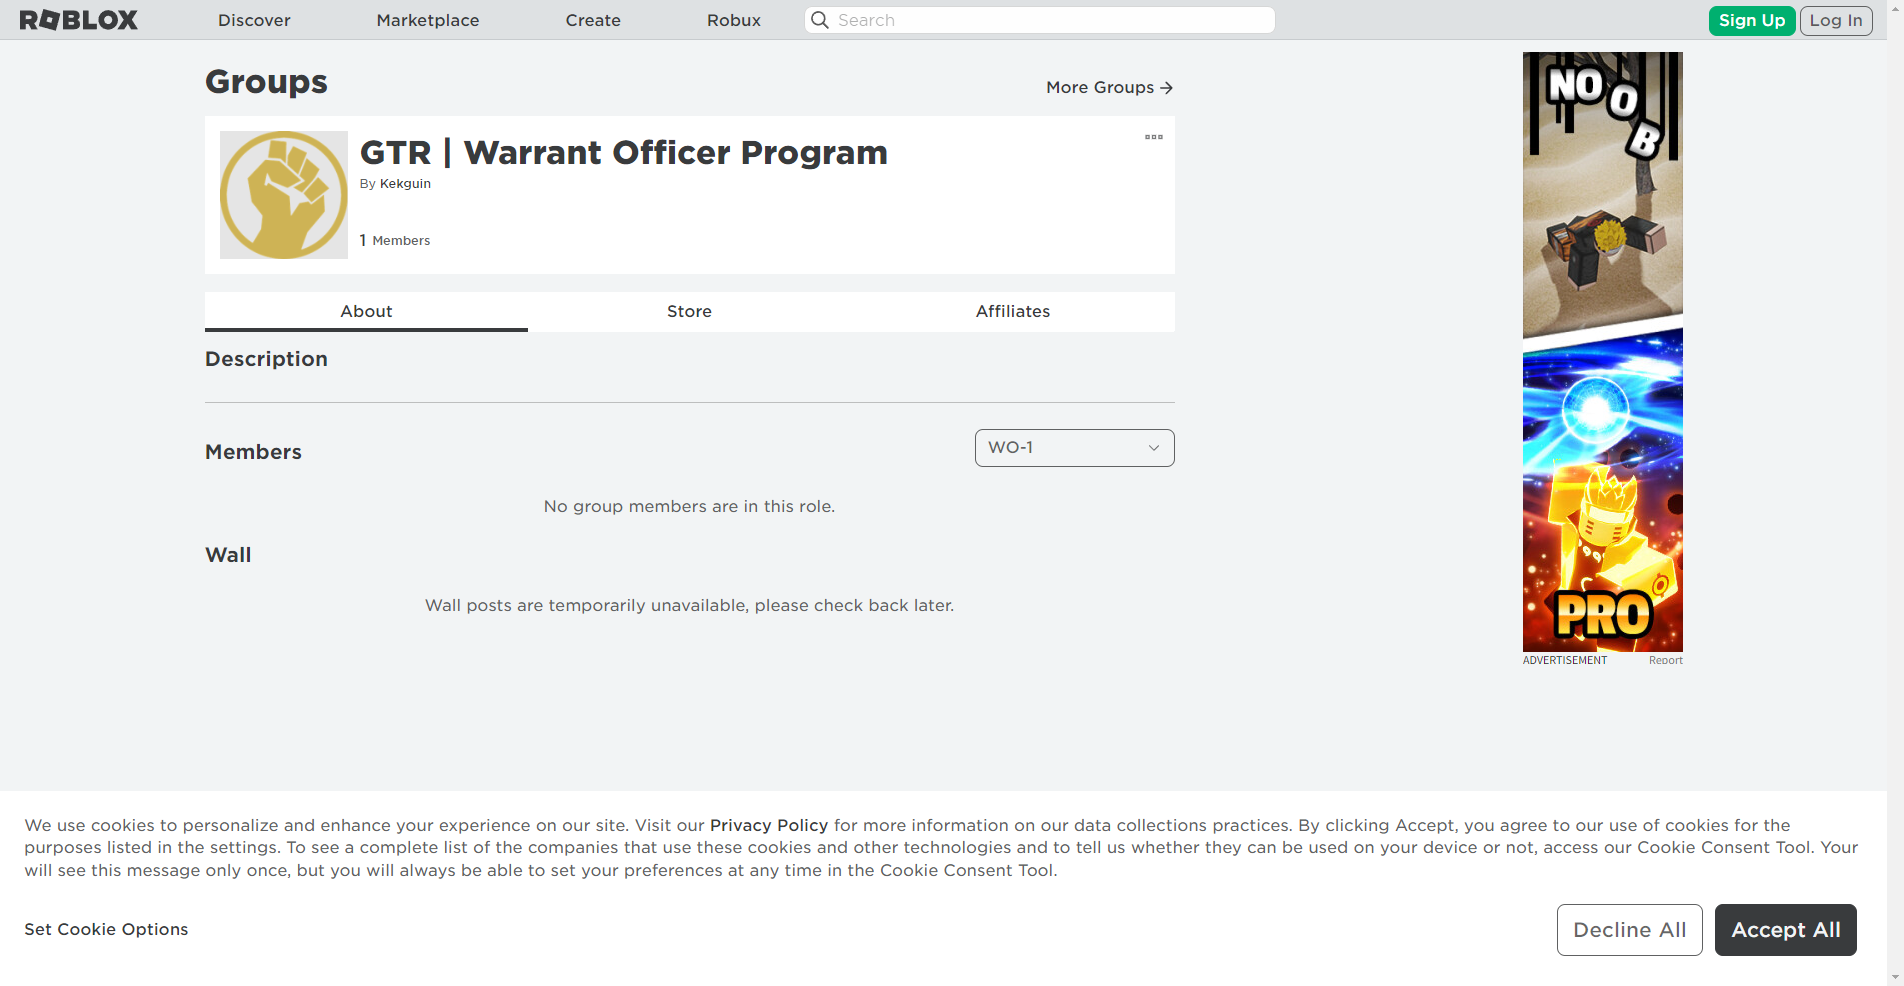 ROBLOX
Discover
Marketplace
Create
Robux
Search
Sign Up
Log In
Groups
More Groups
GTR | Warrant Officer Program
By Kekguin
1 Members
About
Store
Affiliates
Description
Members
WO-1
No group members are in this role.
Wall
Wall posts are temporarily unavailable, please check back later.
NOOB
PRO
ADVERTISEMENT
Report
We use cookies to personalize and enhance your experience on our site. Visit our Privacy Policy for more information on our data collections practices. By clicking Accept, you agree to our use of cookies for the
purposes listed in the settings. To see a complete list of the companies that use these cookies and other technologies and to tell us whether they can be used on your device or not, access our Cookie Consent Tool. Your
will see this message only once, but you will always be able to set your preferences at any time in the Cookie Consent Tool.
Set Cookie Options
Decline All
Accept All